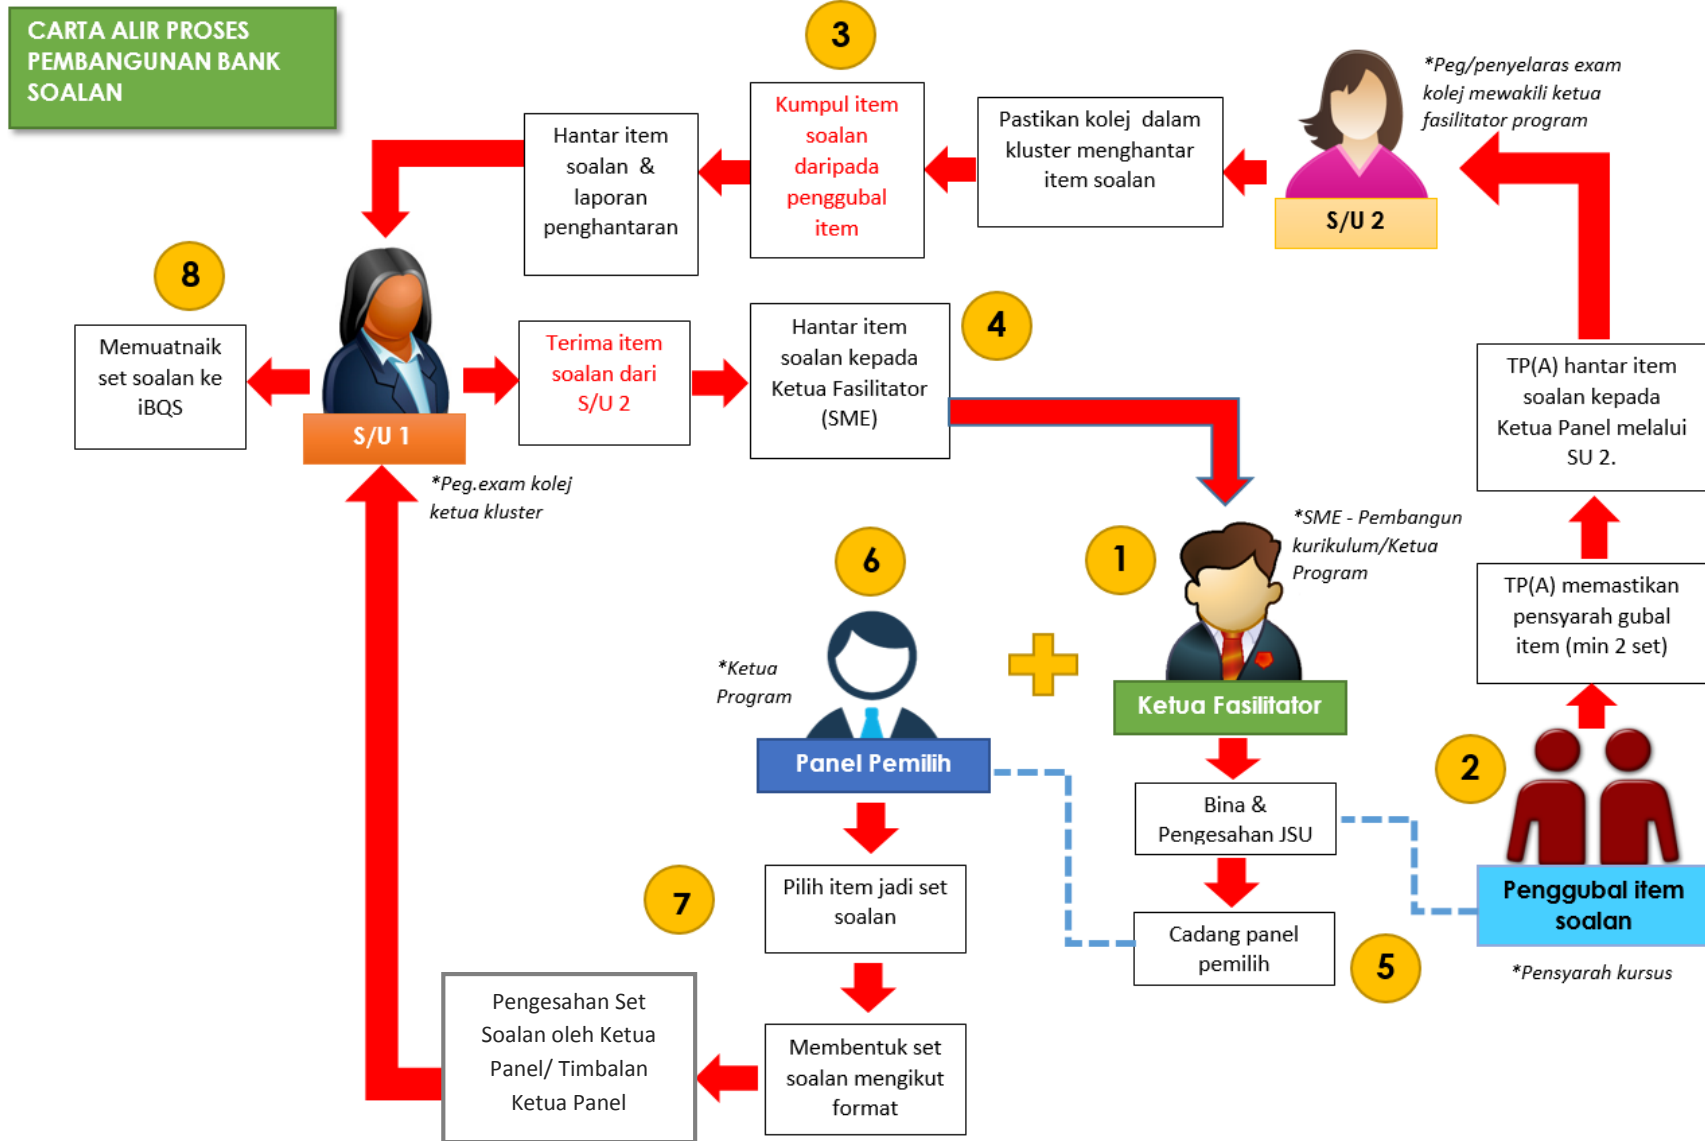 CARTA ALIR PROSES
PEMBANGUNAN BANK
SOALAN
3
Kumpul item
soalan
daripada
penggubal
item
Hantar item
soalan &
laporan
penghantaran
Pastikan kolej dalam
kluster menghantar
item soalan
*Peg/penyelaras exam
kolej mewakili ketua
fasilitator program
S/U 2
8
Memuatnaik
set soalan ke
iBQS
S/U 1
*Peg.exam kolej
ketua kluster
Terima item
soalan dari
S/U 2
Hantar item
soalan kepada
Ketua Fasilitator
(SME)
4
TP(A) hantar item
soalan kepada
Ketua Panel melalui
SU 2.
TP(A) memastikan
pensyarah gubal
item (min 2 set)
*SME - Pembangun
kurikulum/Ketua
Program
1
Ketua Fasilitator
6
*Ketua
Program
Panel Pemilih
2
Penggubal item
soalan
*Pensyarah kursus
Bina &
Pengesahan JSU
Cadang panel
pemilih
5
7
Pilih item jadi set
soalan
Membentuk set
soalan mengikut
format
Pengesahan Set
Soalan oleh Ketua
Panel/ Timbalan
Ketua Panel